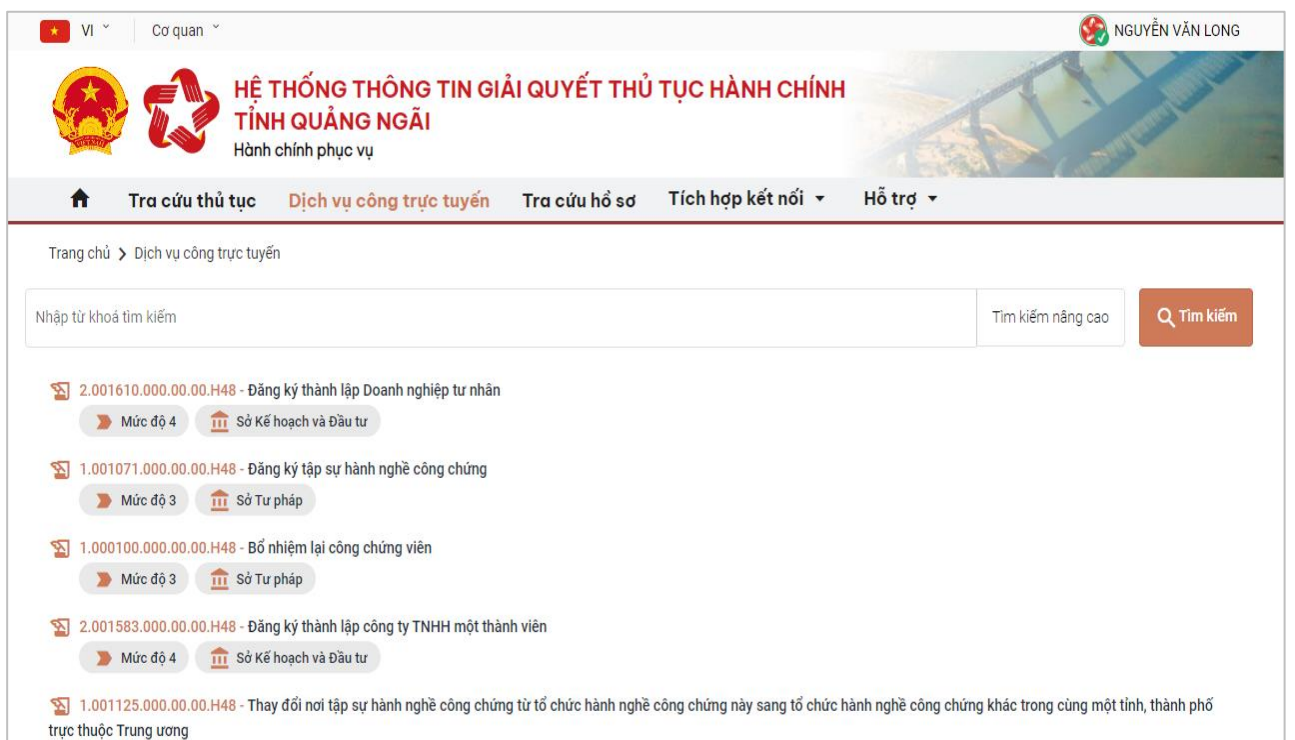 VI Cơ quan NGUYỄN VĂN LONG
HỆ THỐNG THÔNG TIN GIẢI QUYẾT THỦ TỤC HÀNH CHÍNH
TỈNH QUẢNG NGÃI
Hành chính phục vụ
Tra cứu thủ tục Dịch vụ công trực tuyến Tra cứu hồ sơ Tích hợp kết nối Hỗ trợ
Trang chủ Dịch vụ công trực tuyến
Nhập từ khoá tìm kiếm Tìm kiếm nâng cao Tìm kiếm
2.001610.000.00.00.H48 - Đăng ký thành lập Doanh nghiệp tư nhân
Mức độ 4 Sở Kế hoạch và Đầu tư
1.001071.000.00.00.H48 - Đăng ký tập sự hành nghề công chứng
Mức độ 3 Sở Tư pháp
1.000100.000.00.00.H48 - Bổ nhiệm lại công chứng viên
Mức độ 3 Sở Tư pháp
2.001583.000.00.00.H48 - Đăng ký thành lập công ty TNHH một thành viên
Mức độ 4 Sở Kế hoạch và Đầu tư
1.001125.000.00.00.H48 - Thay đổi nơi tập sự hành nghề công chứng từ tổ chức hành nghề công chứng này sang tổ chức hành nghề công chứng khác trong cùng một tỉnh, thành phố
trực thuộc Trung ương